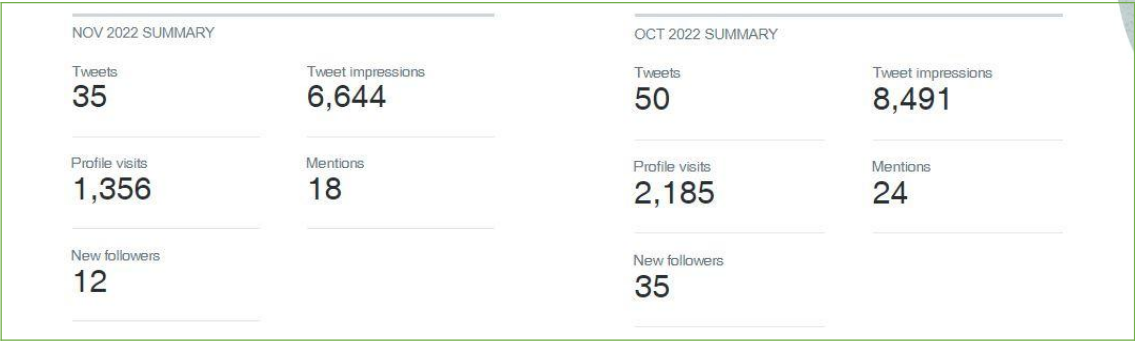 NOV 2022 SUMMARY
Tweets
35
Tweet impressions
6,644
Profile visits
1,356
Mentions
18
New followers
12
OCT 2022 SUMMARY
Tweets
50
Tweet impressions
8,491
Profile visits
2,185
Mentions
24
New followers
35